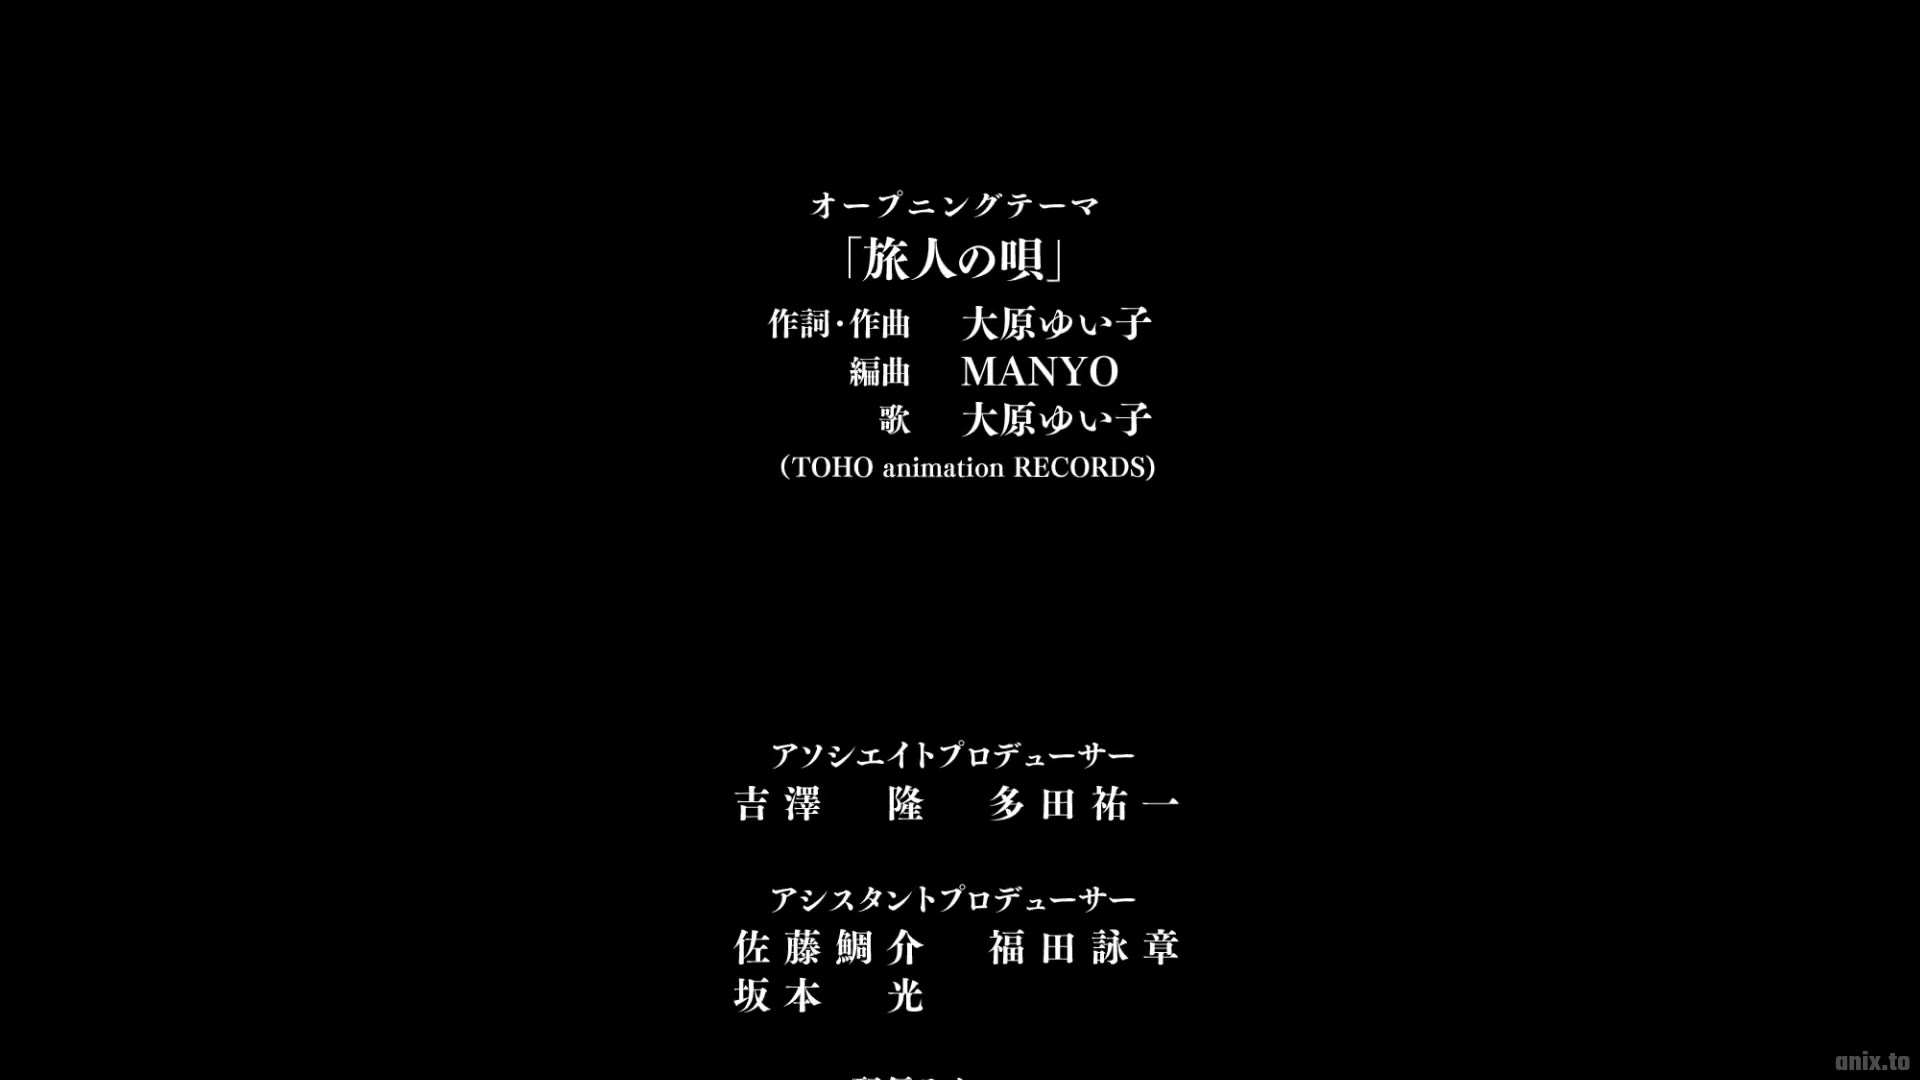 オープニングテーマ
「旅人の唄」
作詞・作曲 大原ゆい子
編曲 MANYO
歌 大原ゆい子
(TOHO animation RECORDS)
アソシエイトプロデューサー
吉澤 隆 多田祐一
アシスタントプロデューサー
佐藤鯛介 福田詠章
坂本 光
anix.to